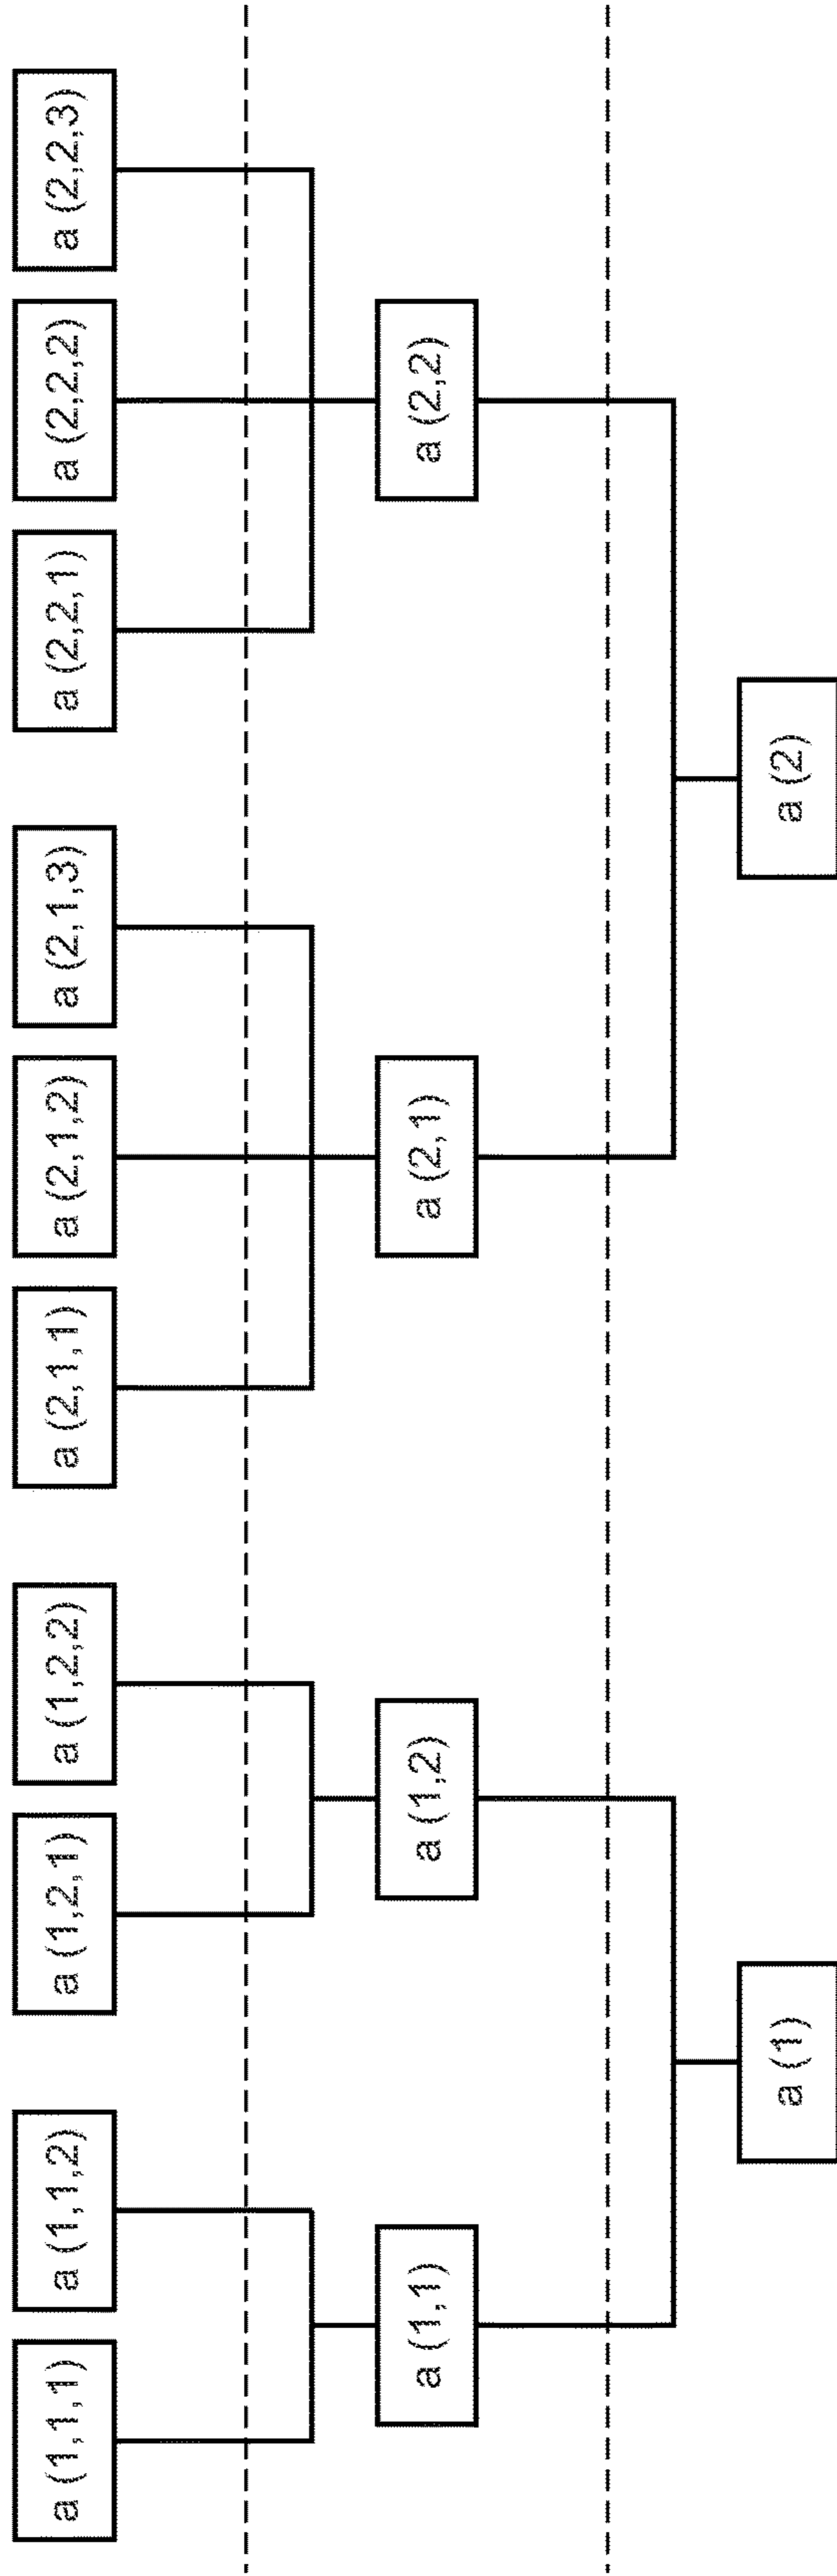 a (1,1,1)
a (1,1,2)
a (1,2,1)
a (1,2,2)
a (2,1,1)
a (2,1,2)
a (2,1,3)
a (2,2,1)
a (2,2,2)
a (2,2,3)
a (1,1)
a (1,2)
a (2,1)
a (2,2)
a (1)
a (2)